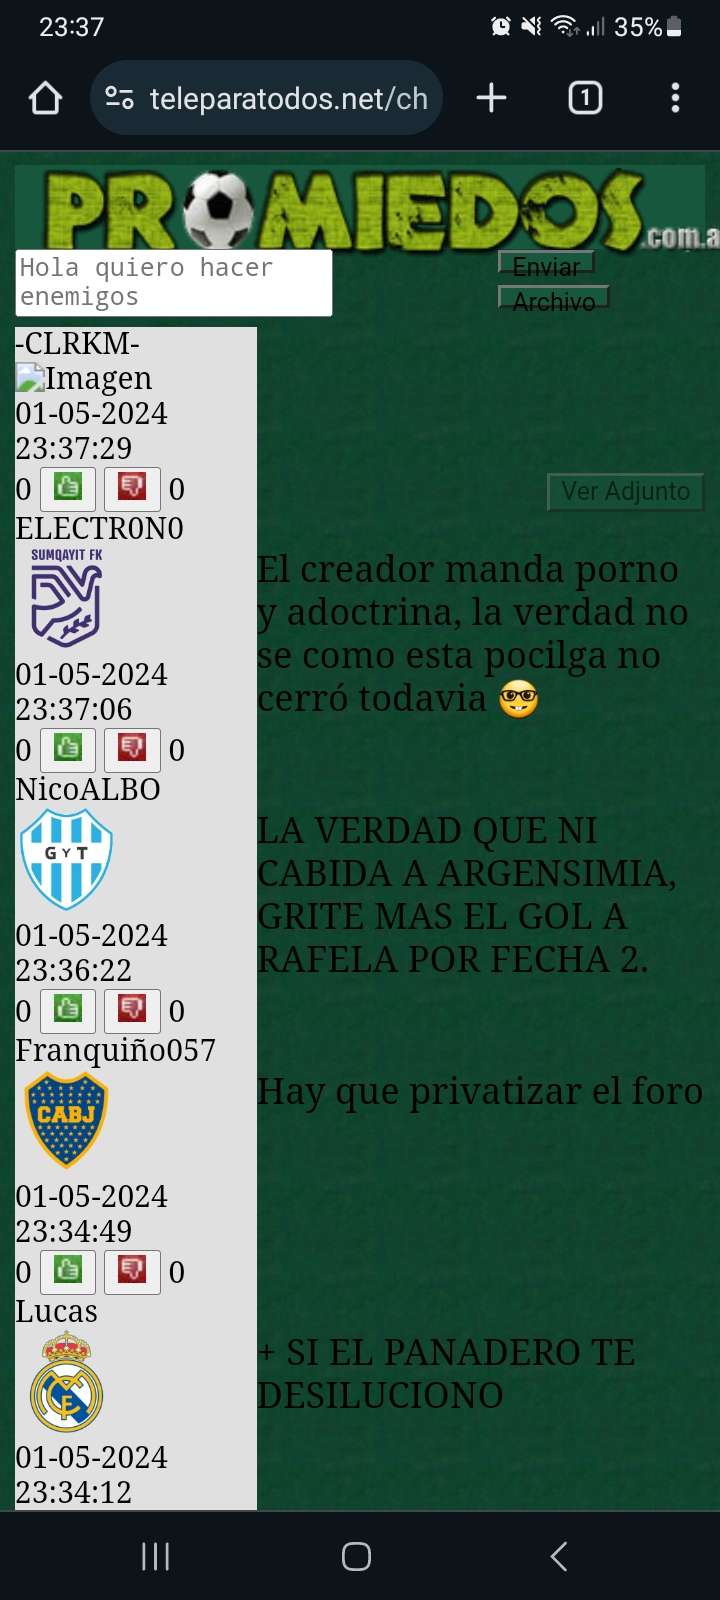 23:37
35%
teleparatodos.net/ch
1
PROMIEDOS
.com.a
Hola quiero hacer
enemigos
Enviar
Archivo
-CLRKM-
Imagen
01-05-2024
23:37:29
0 0
Ver Adjunto
ELECTR0N0
SUMQAYIT FK
01-05-2024
23:37:06
El creador manda porno
y adoctrina, la verdad no
se como esta pocilga no
cerró todavia 🤓
0 0
NicoALBO
G Y T
01-05-2024
23:36:22
LA VERDAD QUE NI
CABIDA A ARGENSIMIA,
GRITE MAS EL GOL A
RAFELA POR FECHA 2.
0 0
Franquiño057
CABJ
01-05-2024
23:34:49
Hay que privatizar el foro
0 0
Lucas
01-05-2024
23:34:12
+ SI EL PANADERO TE
DESILUCIONO